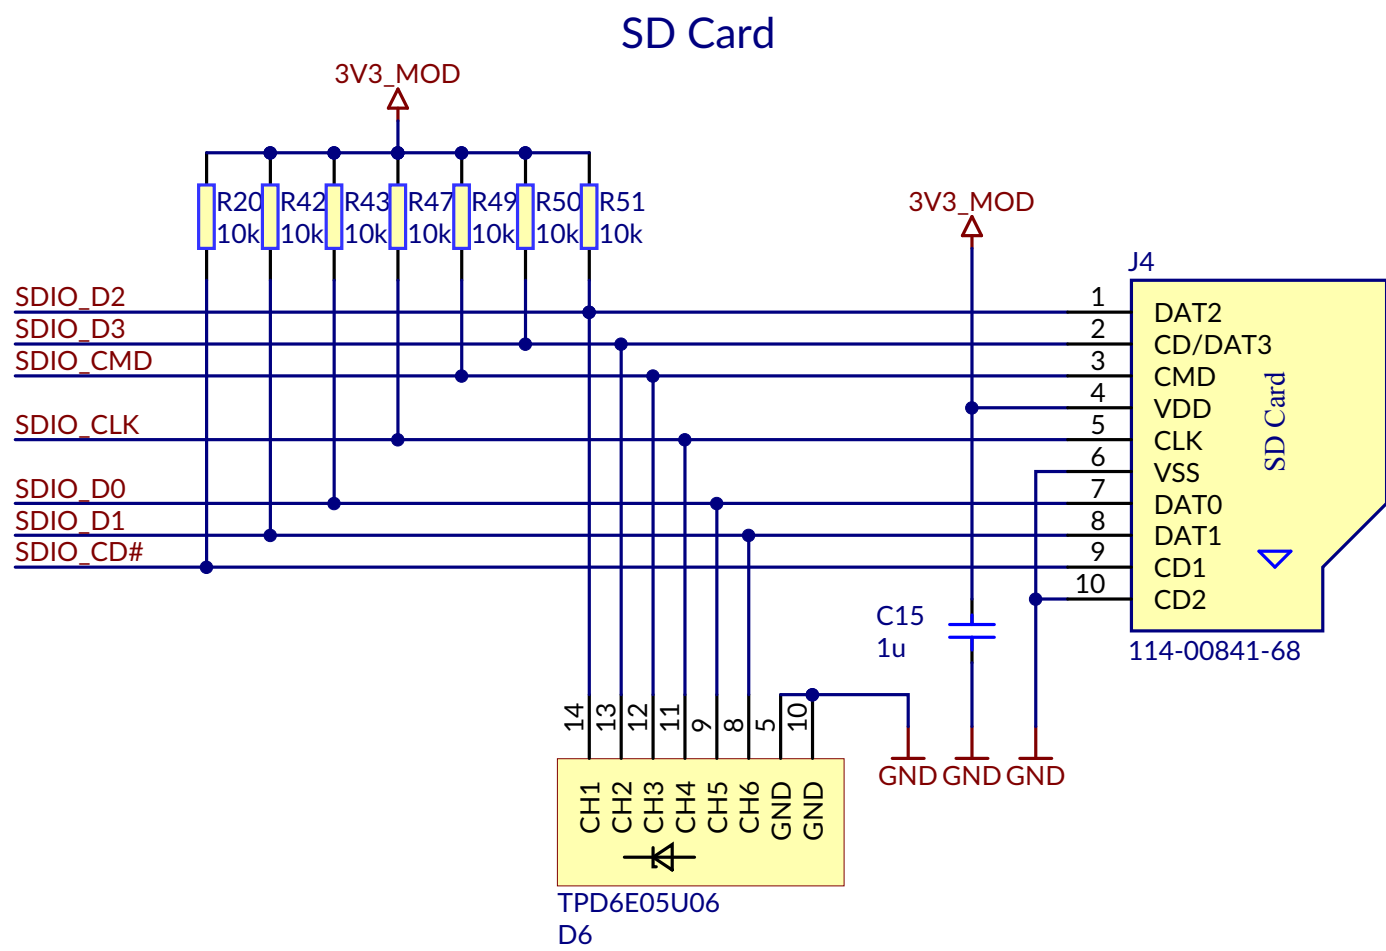 SD Card
3V3_MOD
R20 R42 R43 R47 R49 R50 R51
10k 10k 10k 10k 10k 10k 10k
3V3_MOD
J4
SDIO_D2
SDIO_D3
SDIO_CMD
SDIO_CLK
SDIO_D0
SDIO_D1
SDIO_CD#
1 DAT2
2 CD/DAT3
3 CMD
4 VDD
5 CLK
6 VSS
7 DAT0
8 DAT1
9 CD1
10 CD2
SD Card
114-00841-68
C15
1u
14 13 12 11 9 8 5 10
CH1 CH2 CH3 CH4 CH5 CH6 GND GND
GND GND GND
TPD6E05U06
D6